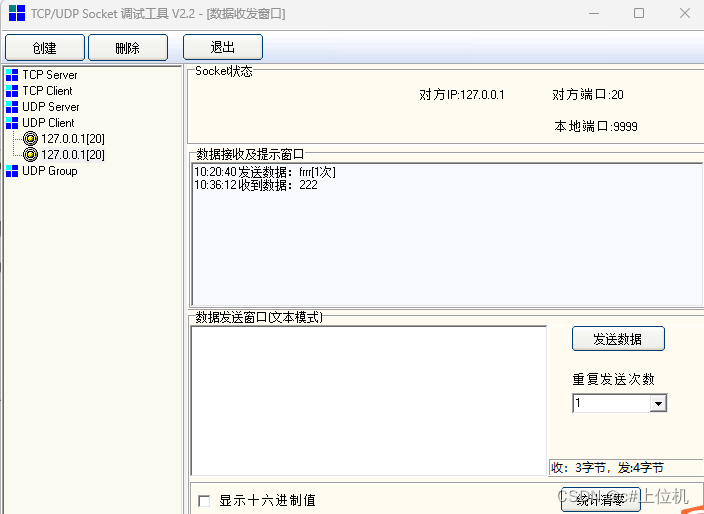 TCP/UDP Socket 调试工具 V2.2 - [数据收发窗口]
创建 删除 退出
TCP Server
TCP Client
UDP Server
UDP Client
127.0.0.1[20]
127.0.0.1[20]
UDP Group
Socket状态
对方IP:127.0.0.1 对方端口:20
本地端口:9999
数据接收及提示窗口
10:20:40 发送数据：frrr[1次]
10:36:12 收到数据：222
数据发送窗口(文本模式)
发送数据
重复发送次数
1
收：3字节，发:4字节
显示十六进制值
统计清零
CSDN @c#上位机